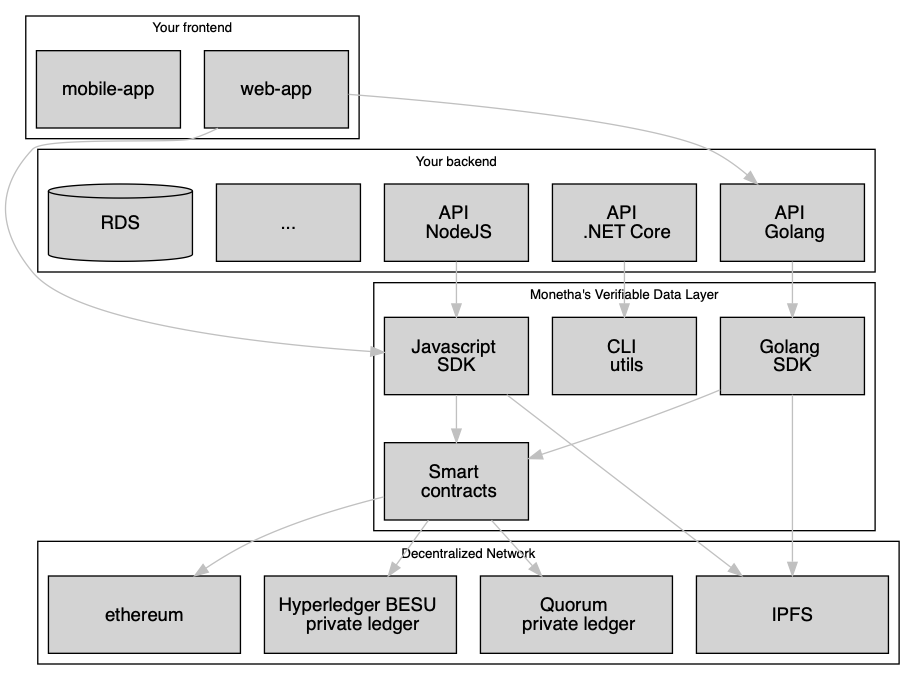 Your frontend
mobile-app
web-app
Your backend
RDS
...
API
NodeJS
API
.NET Core
API
Golang
Monetha's Verifiable Data Layer
Javascript
SDK
CLI
utils
Golang
SDK
Smart
contracts
Decentralized Network
ethereum
Hyperledger BESU
private ledger
Quorum
private ledger
IPFS